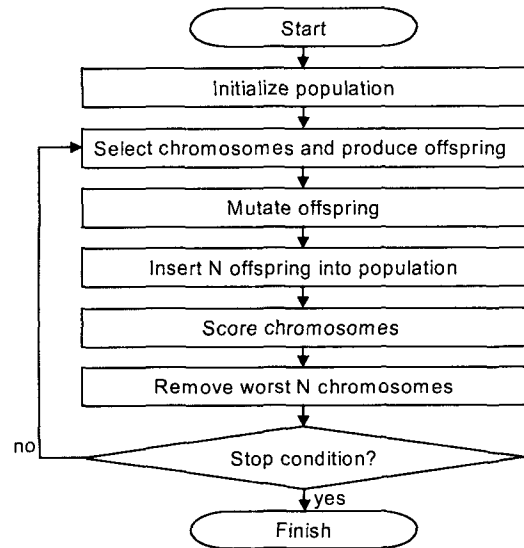 Start
Initialize population
Select chromosomes and produce offspring
Mutate offspring
Insert N offspring into population
Score chromosomes
Remove worst N chromosomes
no
Stop condition?
yes
Finish